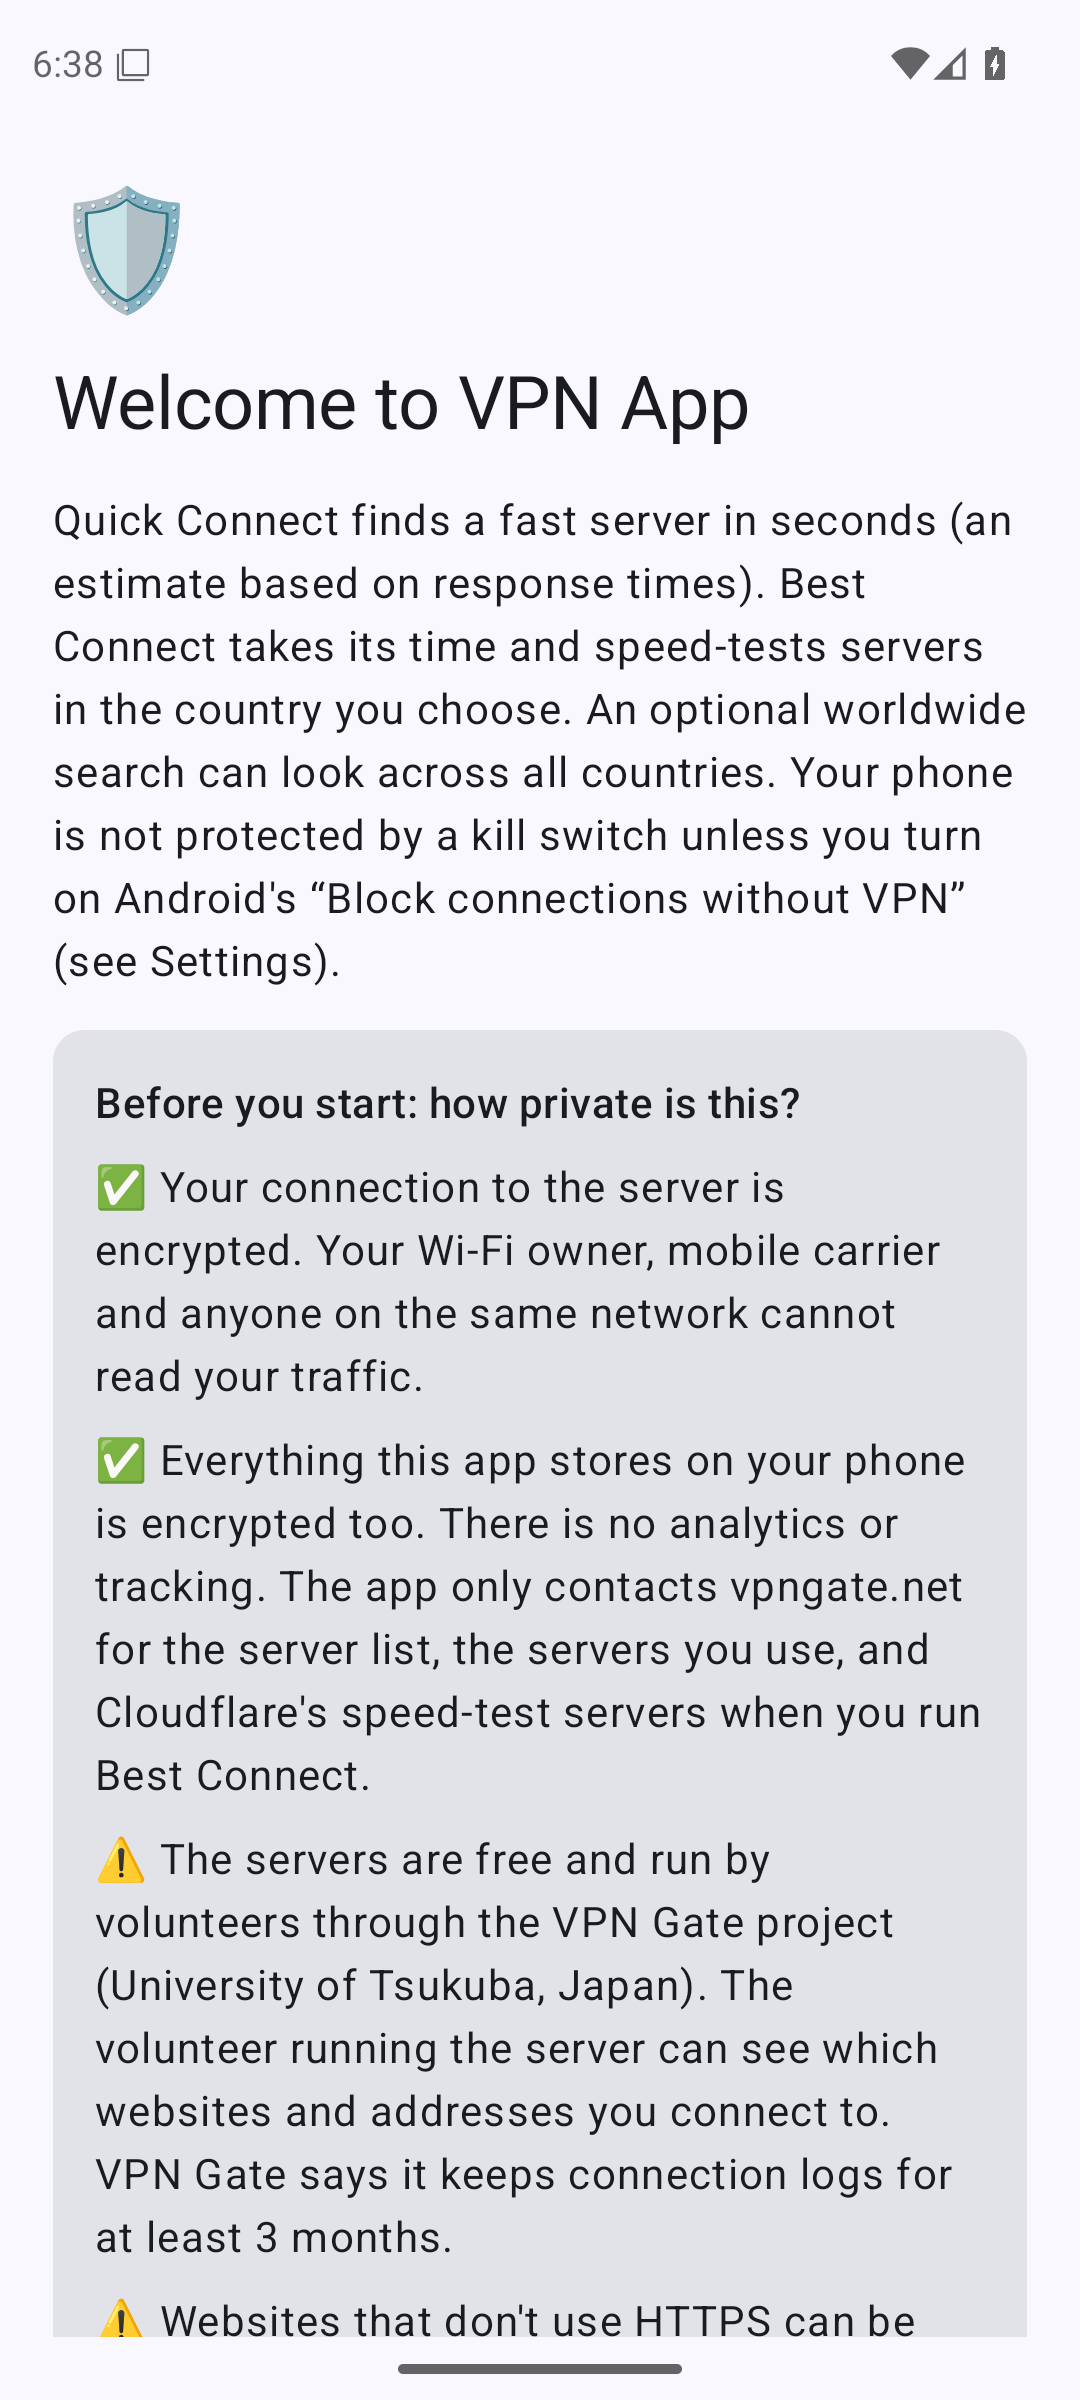 6:38
Welcome to VPN App
Quick Connect finds a fast server in seconds (an
estimate based on response times). Best
Connect takes its time and speed-tests servers
in the country you choose. An optional worldwide
search can look across all countries. Your phone
is not protected by a kill switch unless you turn
on Android's “Block connections without VPN”
(see Settings).
Before you start: how private is this?
✅ Your connection to the server is
encrypted. Your Wi-Fi owner, mobile carrier
and anyone on the same network cannot
read your traffic.
✅ Everything this app stores on your phone
is encrypted too. There is no analytics or
tracking. The app only contacts vpngate.net
for the server list, the servers you use, and
Cloudflare's speed-test servers when you run
Best Connect.
⚠️ The servers are free and run by
volunteers through the VPN Gate project
(University of Tsukuba, Japan). The
volunteer running the server can see which
websites and addresses you connect to.
VPN Gate says it keeps connection logs for
at least 3 months.
⚠️ Websites that don't use HTTPS can be